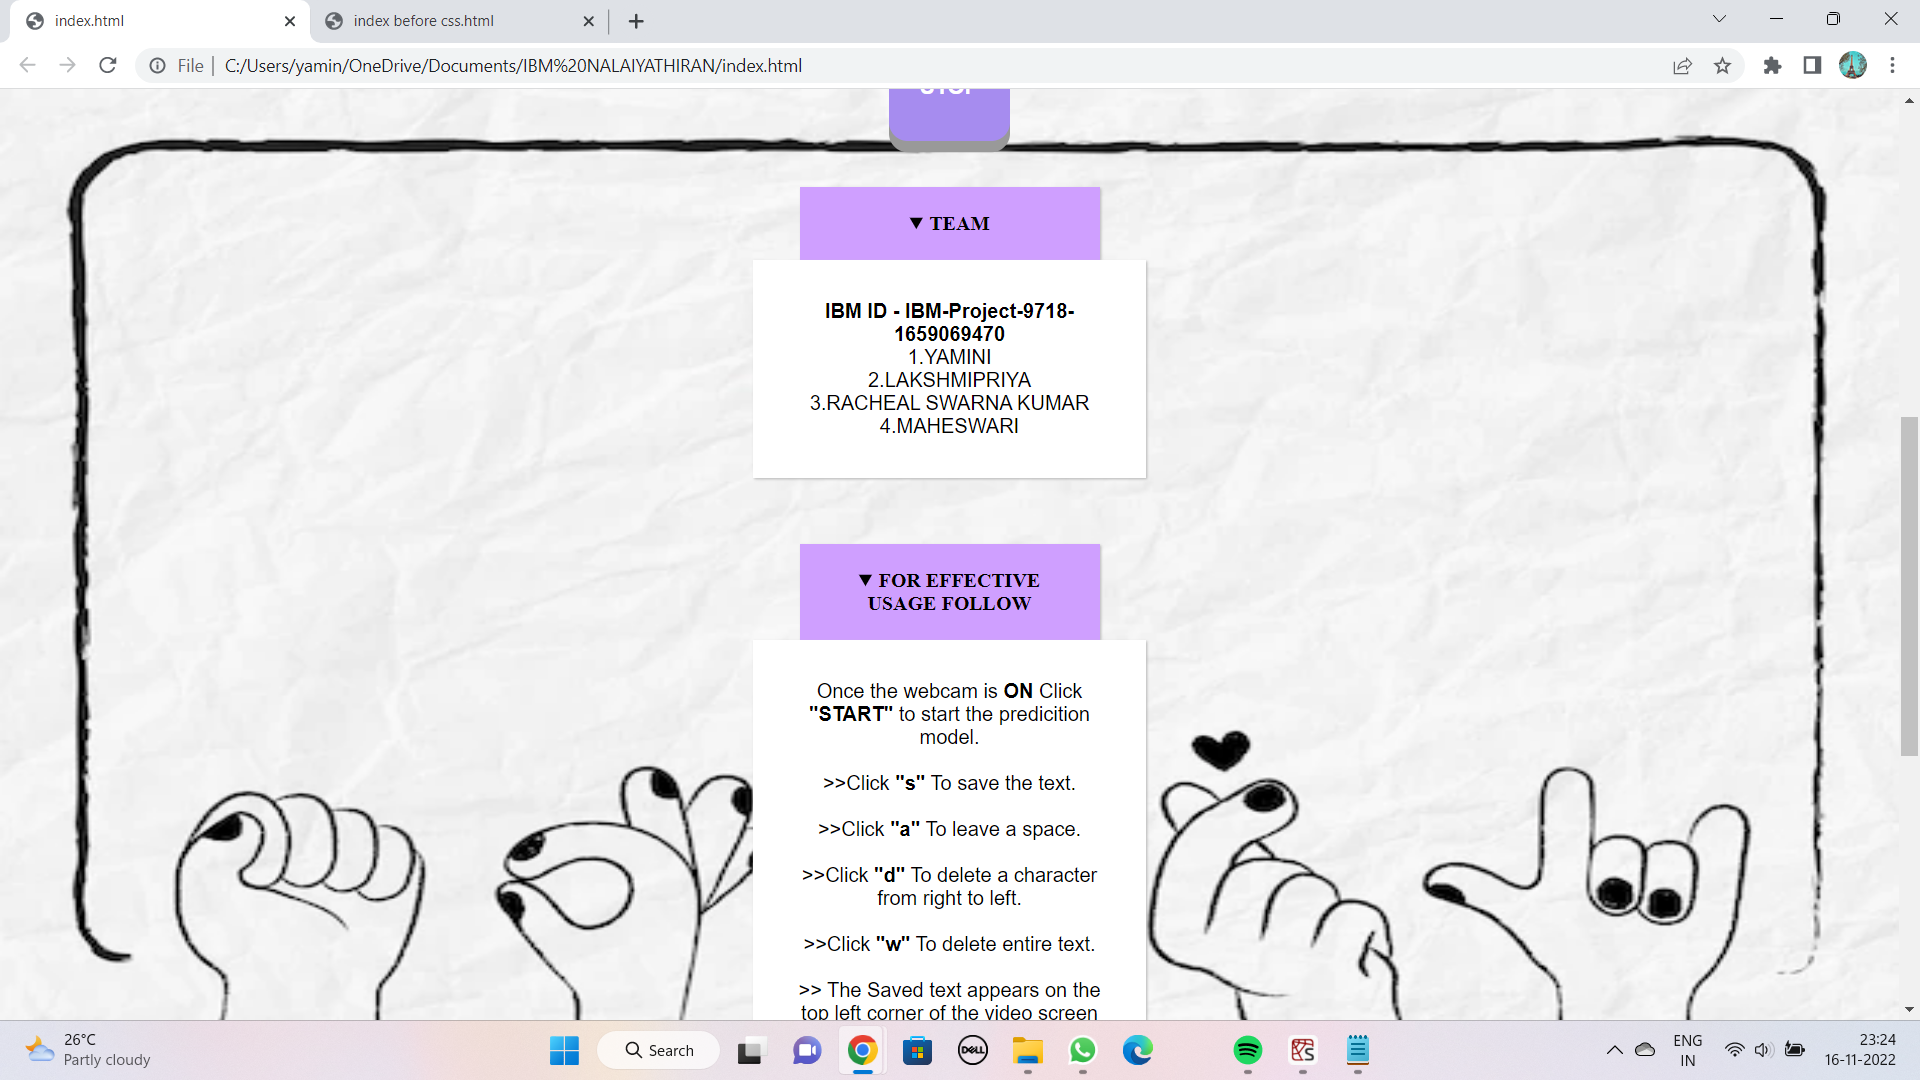 index.html
index before css.html
File
C:/Users/yamin/OneDrive/Documents/IBM%20NALAIYATHIRAN/index.html
STOP
▼ TEAM
IBM ID - IBM-Project-9718-
1659069470
1.YAMINI
2.LAKSHMIPRIYA
3.RACHEAL SWARNA KUMAR
4.MAHESWARI
▼ FOR EFFECTIVE
USAGE FOLLOW
Once the webcam is ON Click
"START" to start the predicition
model.
>>Click "s" To save the text.
>>Click "a" To leave a space.
>>Click "d" To delete a character
from right to left.
>>Click "w" To delete entire text.
>> The Saved text appears on the
top left corner of the video screen
26°C
Partly cloudy
Search
DELL
ENG
IN
23:24
16-11-2022